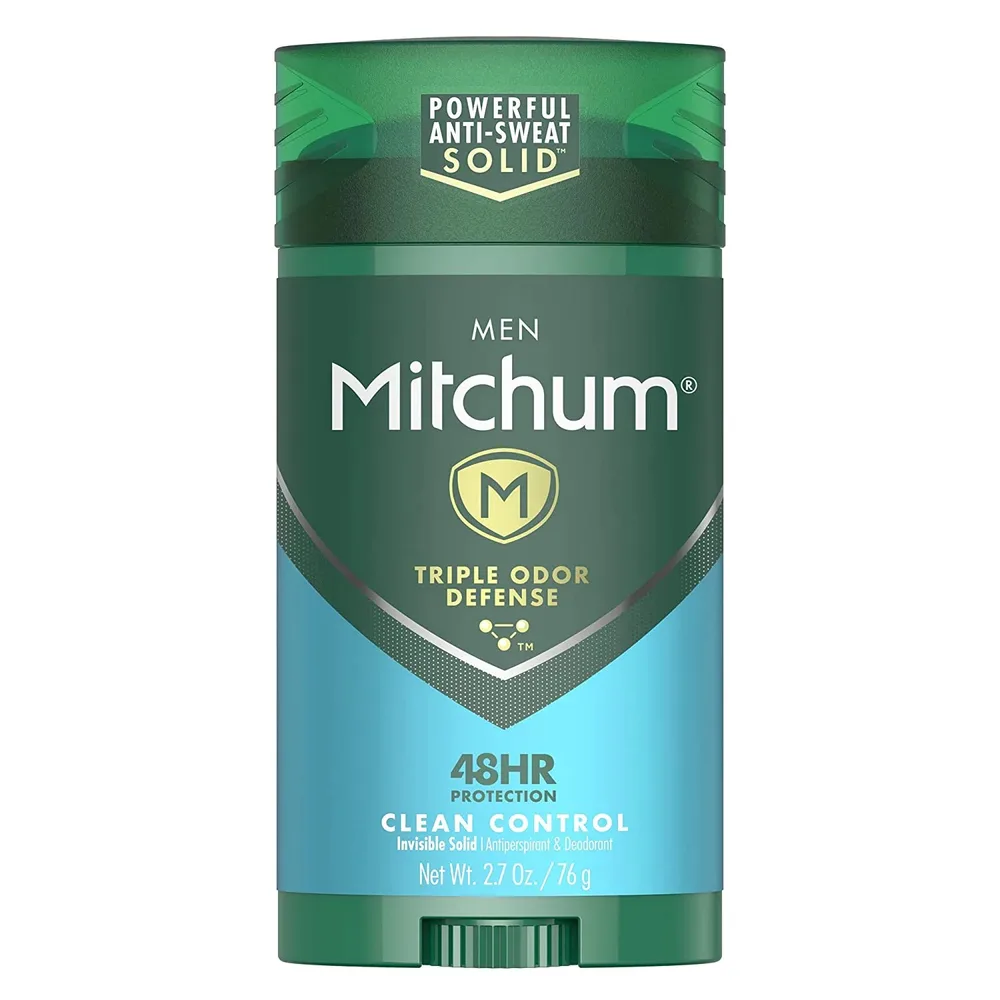 POWERFUL
ANTI-SWEAT
SOLID™
MEN
Mitchum®
M
TRIPLE ODOR
DEFENSE
TM
48HR
PROTECTION
CLEAN CONTROL
Invisible Solid | Antiperspirant & Deodorant
Net Wt. 2.7 Oz. / 76 g